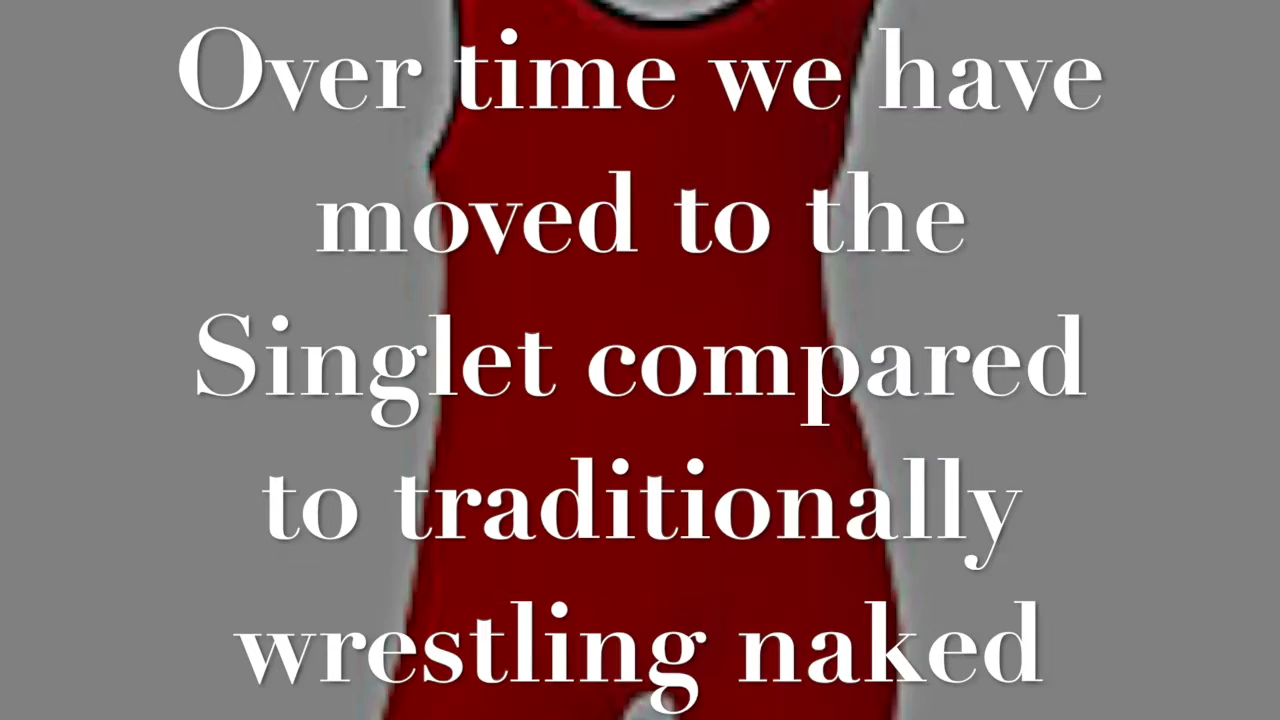 Over time we have
moved to the
Singlet compared
to traditionally
wrestling naked